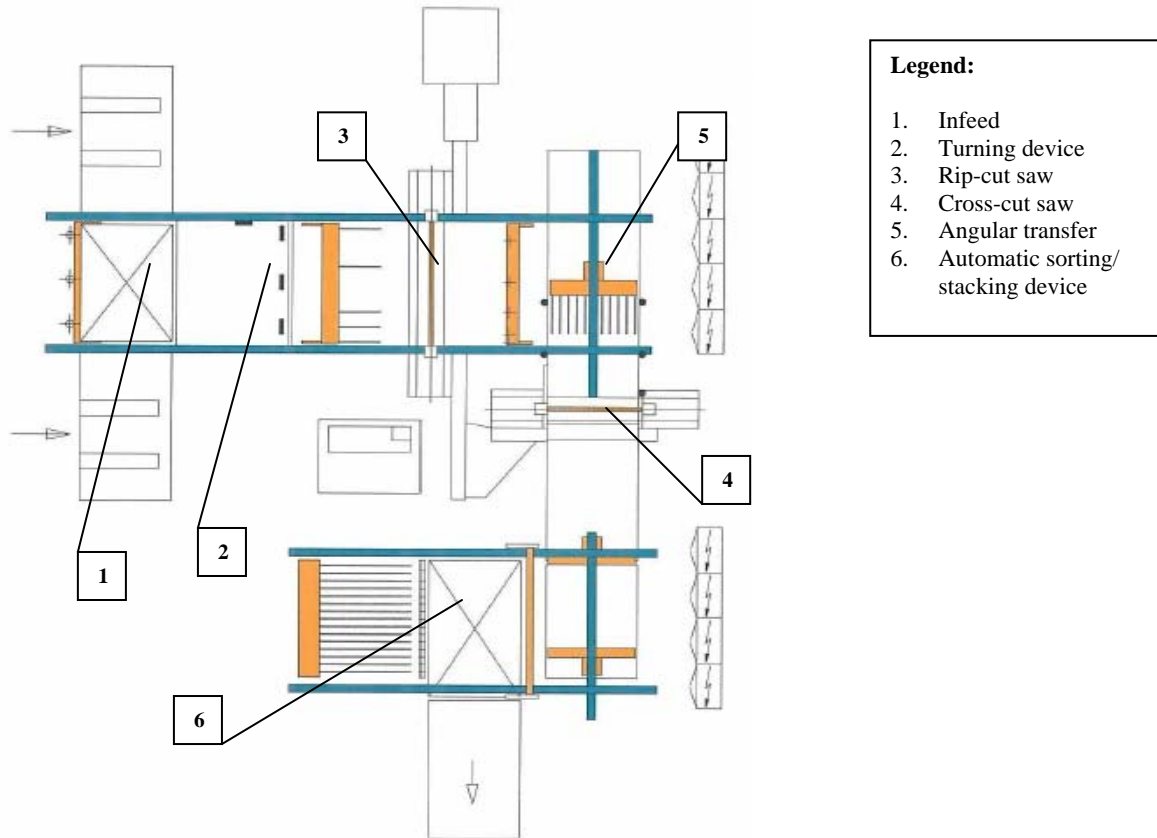 3
5
Legend:
1. Infeed
2. Turning device
3. Rip-cut saw
4. Cross-cut saw
5. Angular transfer
6. Automatic sorting/
stacking device
4
2
1
6